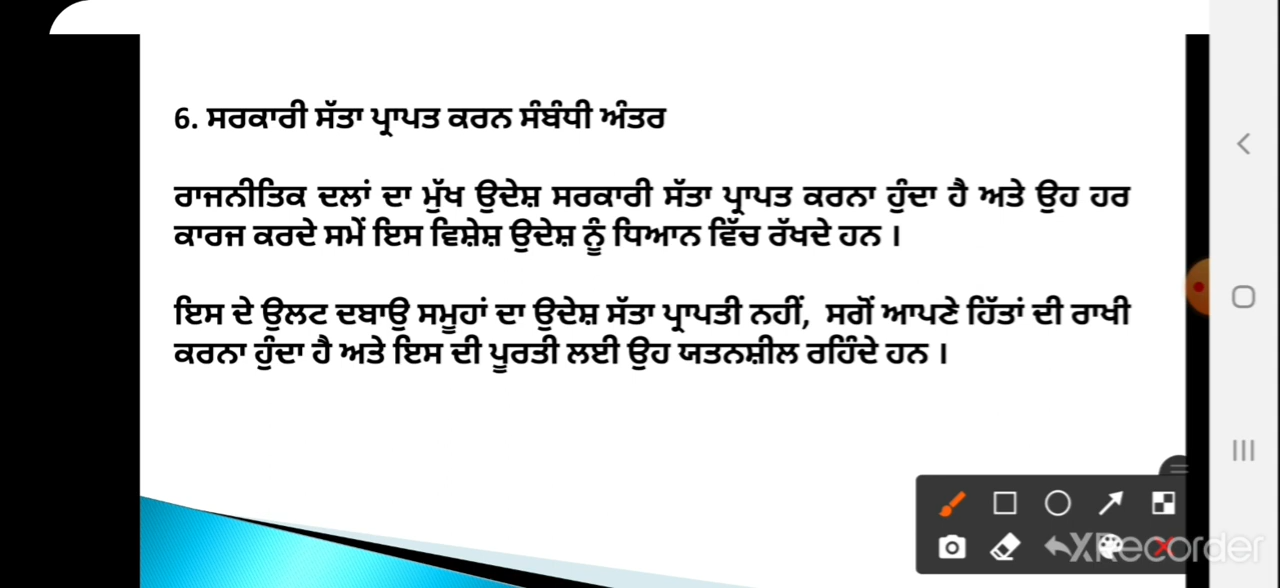 6. ਸਰਕਾਰੀ ਸੱਤਾ ਪ੍ਰਾਪਤ ਕਰਨ ਸੰਬੰਧੀ ਅੰਤਰ
ਰਾਜਨੀਤਿਕ ਦਲਾਂ ਦਾ ਮੁੱਖ ਉਦੇਸ਼ ਸਰਕਾਰੀ ਸੱਤਾ ਪ੍ਰਾਪਤ ਕਰਨਾ ਹੁੰਦਾ ਹੈ ਅਤੇ ਉਹ ਹਰ
ਕਾਰਜ ਕਰਦੇ ਸਮੇਂ ਇਸ ਵਿਸ਼ੇਸ਼ ਉਦੇਸ਼ ਨੂੰ ਧਿਆਨ ਵਿੱਚ ਰੱਖਦੇ ਹਨ ।
ਇਸ ਦੇ ਉਲਟ ਦਬਾਉ ਸਮੂਹਾਂ ਦਾ ਉਦੇਸ਼ ਸੱਤਾ ਪ੍ਰਾਪਤੀ ਨਹੀਂ, ਸਗੋਂ ਆਪਣੇ ਹਿੱਤਾਂ ਦੀ ਰਾਖੀ
ਕਰਨਾ ਹੁੰਦਾ ਹੈ ਅਤੇ ਇਸ ਦੀ ਪੂਰਤੀ ਲਈ ਉਹ ਯਤਨਸ਼ੀਲ ਰਹਿੰਦੇ ਹਨ ।
XRecorder